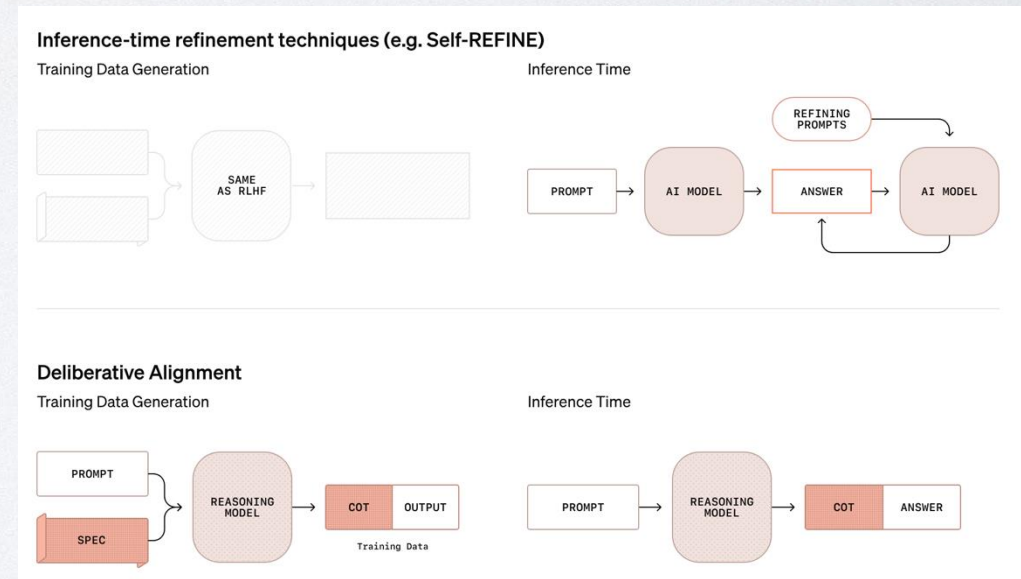 Inference-time refinement techniques (e.g. Self-REFINE)
Training Data Generation
Inference Time
SAME
AS RLHF
REFINING
PROMPTS
PROMPT
AI MODEL
ANSWER
AI MODEL
Deliberative Alignment
Training Data Generation
Inference Time
PROMPT
SPEC
REASONING
MODEL
COT
OUTPUT
Training Data
PROMPT
REASONING
MODEL
COT
ANSWER